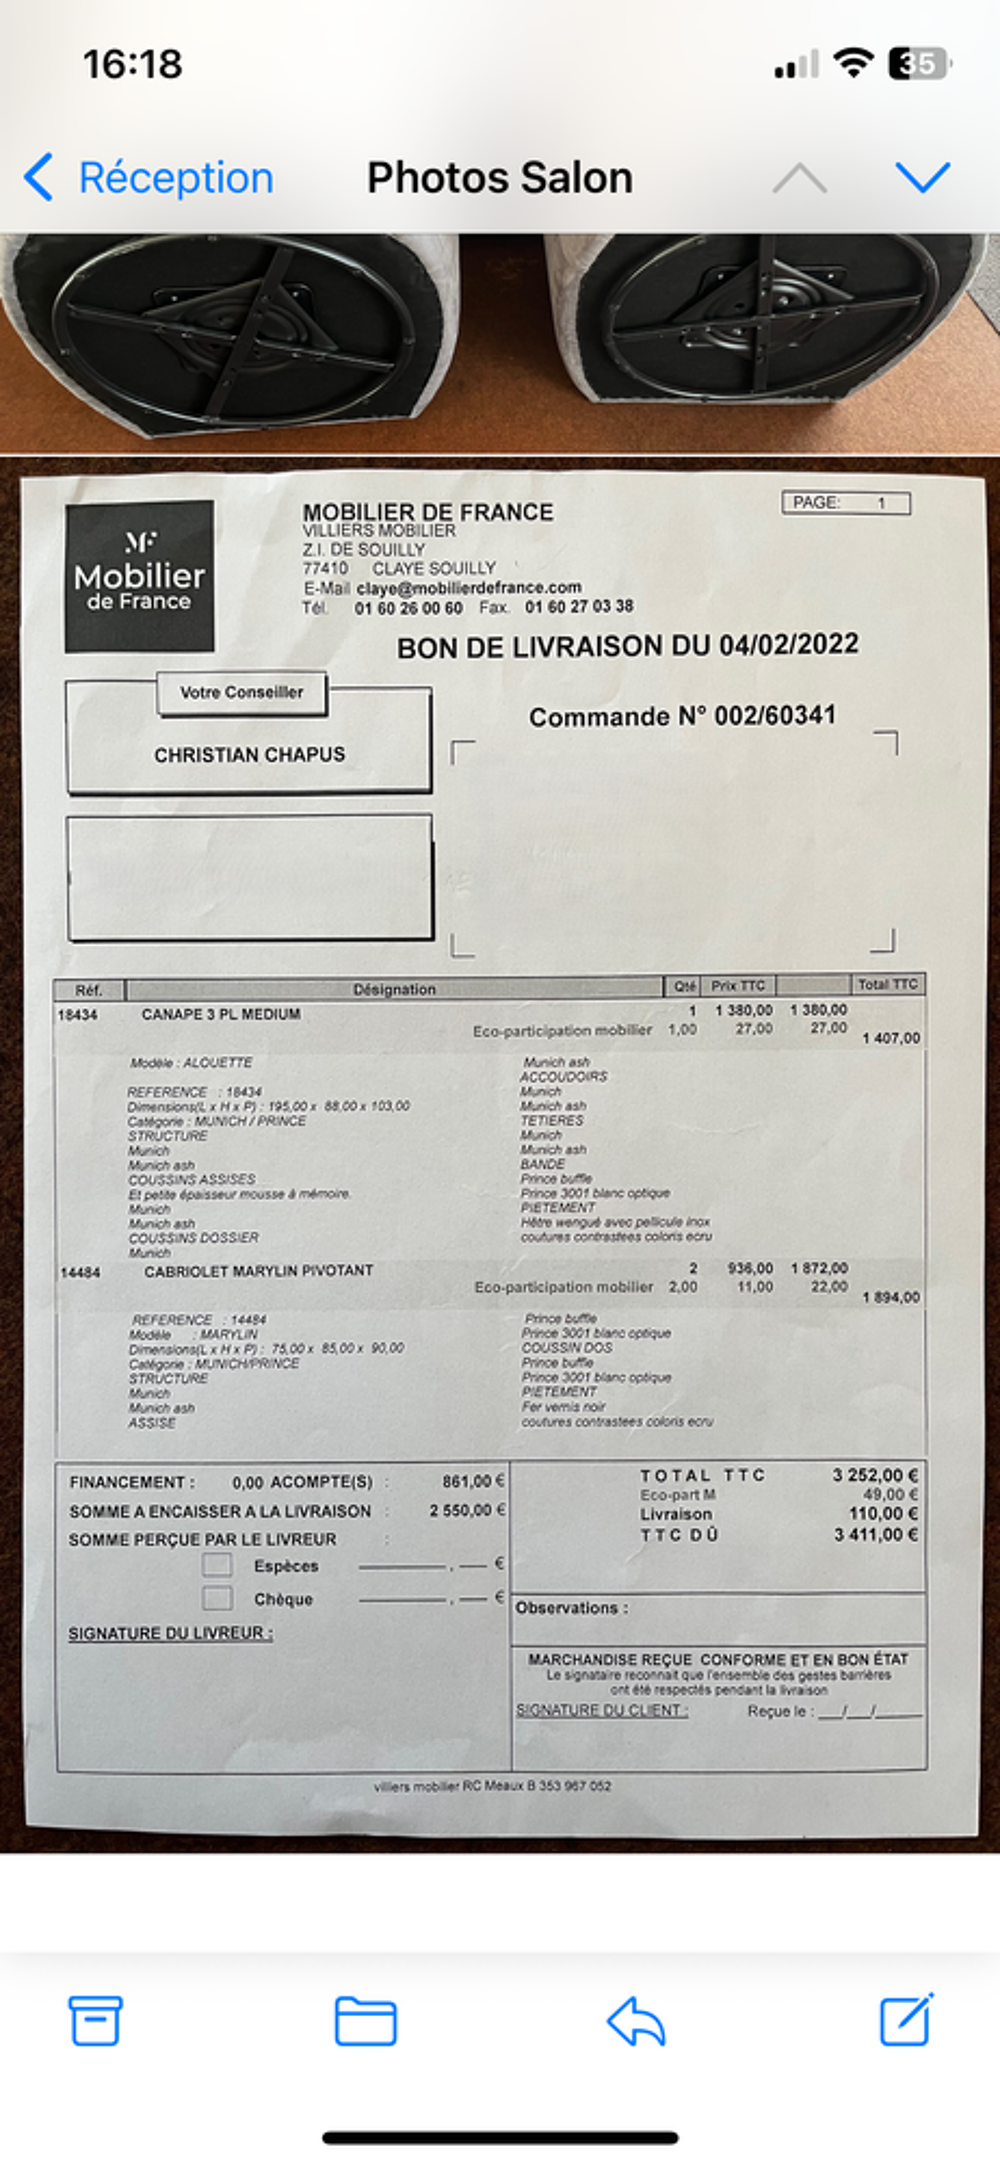 16:18
35
Réception
Photos Salon
PAGE: 1
MF
Mobilier
de France
MOBILIER DE FRANCE
VILLIERS MOBILIER
Z.I. DE SOUILLY
77410 CLAYE SOUILLY
E-Mail claye@mobilierdefrance.com
Tél. 01 60 26 00 60 Fax. 01 60 27 03 38
BON DE LIVRAISON DU 04/02/2022
Votre Conseiller
CHRISTIAN CHAPUS
Commande N° 002/60341
Réf. Désignation Qté Prix TTC Total TTC
18434 CANAPE 3 PL MEDIUM 1 1 380,00 1 380,00
Eco-participation mobilier 1,00 27,00 27,00
1 407,00
Modèle : ALOUETTE
REFERENCE : 18434
Dimensions(L x H x P) : 195,00 x 88,00 x 103,00
Catégorie : MUNICH / PRINCE
STRUCTURE
Munich
Munich ash
COUSSINS ASSISES
Et petite épaisseur mousse à mémoire.
Munich
Munich ash
COUSSINS DOSSIER
Munich
Munich ash
ACCOUDOIRS
Munich
Munich ash
TETIERES
Munich
Munich ash
BANDE
Prince buffle
Prince 3001 blanc optique
PIETEMENT
Hêtre wengué avec pellicule inox
coutures contrastees coloris ecru
14484 CABRIOLET MARYLIN PIVOTANT 2 936,00 1 872,00
Eco-participation mobilier 2,00 11,00 22,00
1 894,00
REFERENCE : 14484
Modèle : MARYLIN
Dimensions(L x H x P) : 75,00 x 85,00 x 90,00
Catégorie : MUNICH/PRINCE
STRUCTURE
Munich
Munich ash
ASSISE
Prince buffle
Prince 3001 blanc optique
COUSSIN DOS
Prince buffle
Prince 3001 blanc optique
PIETEMENT
Fer vernis noir
coutures contrastees coloris ecru
FINANCEMENT : 0,00 ACOMPTE(S) : 861,00 €
SOMME A ENCAISSER A LA LIVRAISON : 2 550,00 €
SOMME PERÇUE PAR LE LIVREUR :
Espèces , €
Chèque , €
SIGNATURE DU LIVREUR :
TOTAL TTC 3 252,00 €
Eco-part M 49,00 €
Livraison 110,00 €
TTC DÛ 3 411,00 €
Observations :
MARCHANDISE REÇUE CONFORME ET EN BON ÉTAT
Le signataire reconnait que l'ensemble des gestes barrières
ont été respectés pendant la livraison
SIGNATURE DU CLIENT : Reçue le : __/__/____
villiers mobilier RC Meaux B 353 967 052